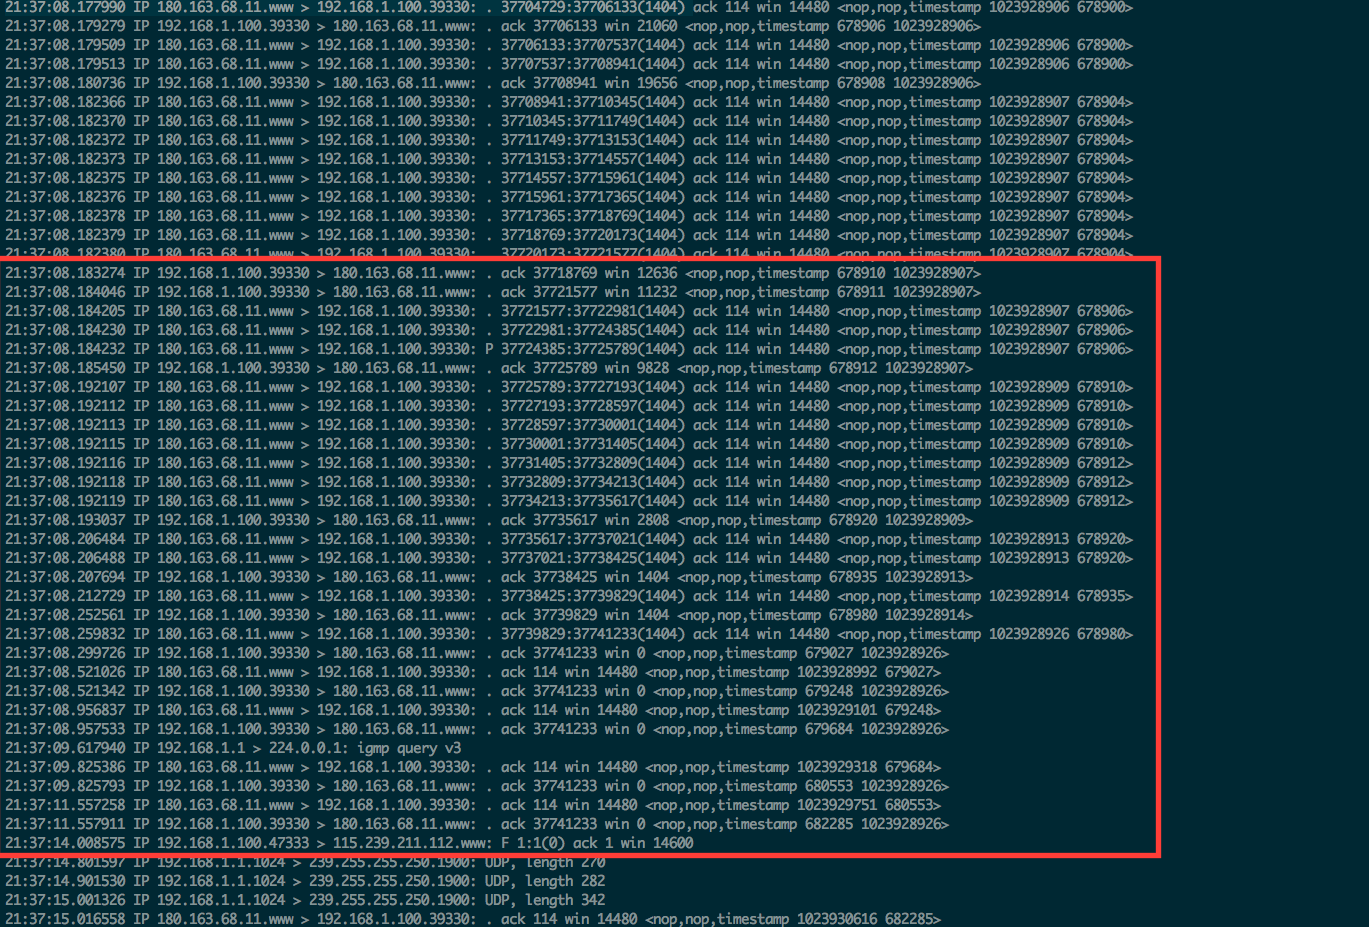 21:37:08.177990 IP 180.163.68.11.www > 192.168.1.100.39330: . 37704729:37706133(1404) ack 114 win 14480 <nop,nop,timestamp 1023928906 678900>
21:37:08.179279 IP 192.168.1.100.39330 > 180.163.68.11.www: . ack 37706133 win 21060 <nop,nop,timestamp 678906 1023928906>
21:37:08.179509 IP 180.163.68.11.www > 192.168.1.100.39330: . 37706133:37707537(1404) ack 114 win 14480 <nop,nop,timestamp 1023928906 678900>
21:37:08.179513 IP 180.163.68.11.www > 192.168.1.100.39330: . 37707537:37708941(1404) ack 114 win 14480 <nop,nop,timestamp 1023928906 678900>
21:37:08.180736 IP 192.168.1.100.39330 > 180.163.68.11.www: . ack 37708941 win 19656 <nop,nop,timestamp 678908 1023928906>
21:37:08.182366 IP 180.163.68.11.www > 192.168.1.100.39330: . 37708941:37710345(1404) ack 114 win 14480 <nop,nop,timestamp 1023928907 678904>
21:37:08.182370 IP 180.163.68.11.www > 192.168.1.100.39330: . 37710345:37711749(1404) ack 114 win 14480 <nop,nop,timestamp 1023928907 678904>
21:37:08.182372 IP 180.163.68.11.www > 192.168.1.100.39330: . 37711749:37713153(1404) ack 114 win 14480 <nop,nop,timestamp 1023928907 678904>
21:37:08.182373 IP 180.163.68.11.www > 192.168.1.100.39330: . 37713153:37714557(1404) ack 114 win 14480 <nop,nop,timestamp 1023928907 678904>
21:37:08.182375 IP 180.163.68.11.www > 192.168.1.100.39330: . 37714557:37715961(1404) ack 114 win 14480 <nop,nop,timestamp 1023928907 678904>
21:37:08.182376 IP 180.163.68.11.www > 192.168.1.100.39330: . 37715961:37717365(1404) ack 114 win 14480 <nop,nop,timestamp 1023928907 678904>
21:37:08.182378 IP 180.163.68.11.www > 192.168.1.100.39330: . 37717365:37718769(1404) ack 114 win 14480 <nop,nop,timestamp 1023928907 678904>
21:37:08.182379 IP 180.163.68.11.www > 192.168.1.100.39330: . 37718769:37720173(1404) ack 114 win 14480 <nop,nop,timestamp 1023928907 678904>
21:37:08.182380 IP 180.163.68.11.www > 192.168.1.100.39330: . 37720173:37721577(1404) ack 114 win 14480 <nop,nop,timestamp 1023928907 678904>
21:37:08.183274 IP 192.168.1.100.39330 > 180.163.68.11.www: . ack 37718769 win 12636 <nop,nop,timestamp 678910 1023928907>
21:37:08.184046 IP 192.168.1.100.39330 > 180.163.68.11.www: . ack 37721577 win 11232 <nop,nop,timestamp 678911 1023928907>
21:37:08.184205 IP 180.163.68.11.www > 192.168.1.100.39330: . 37721577:37722981(1404) ack 114 win 14480 <nop,nop,timestamp 1023928907 678906>
21:37:08.184230 IP 180.163.68.11.www > 192.168.1.100.39330: . 37722981:37724385(1404) ack 114 win 14480 <nop,nop,timestamp 1023928907 678906>
21:37:08.184232 IP 180.163.68.11.www > 192.168.1.100.39330: P 37724385:37725789(1404) ack 114 win 14480 <nop,nop,timestamp 1023928907 678906>
21:37:08.185450 IP 192.168.1.100.39330 > 180.163.68.11.www: . ack 37725789 win 9828 <nop,nop,timestamp 678912 1023928907>
21:37:08.192107 IP 180.163.68.11.www > 192.168.1.100.39330: . 37725789:37727193(1404) ack 114 win 14480 <nop,nop,timestamp 1023928909 678910>
21:37:08.192112 IP 180.163.68.11.www > 192.168.1.100.39330: . 37727193:37728597(1404) ack 114 win 14480 <nop,nop,timestamp 1023928909 678910>
21:37:08.192113 IP 180.163.68.11.www > 192.168.1.100.39330: . 37728597:37730001(1404) ack 114 win 14480 <nop,nop,timestamp 1023928909 678910>
21:37:08.192115 IP 180.163.68.11.www > 192.168.1.100.39330: . 37730001:37731405(1404) ack 114 win 14480 <nop,nop,timestamp 1023928909 678910>
21:37:08.192116 IP 180.163.68.11.www > 192.168.1.100.39330: . 37731405:37732809(1404) ack 114 win 14480 <nop,nop,timestamp 1023928909 678912>
21:37:08.192118 IP 180.163.68.11.www > 192.168.1.100.39330: . 37732809:37734213(1404) ack 114 win 14480 <nop,nop,timestamp 1023928909 678912>
21:37:08.192119 IP 180.163.68.11.www > 192.168.1.100.39330: . 37734213:37735617(1404) ack 114 win 14480 <nop,nop,timestamp 1023928909 678912>
21:37:08.193037 IP 192.168.1.100.39330 > 180.163.68.11.www: . ack 37735617 win 2808 <nop,nop,timestamp 678920 1023928909>
21:37:08.206484 IP 180.163.68.11.www > 192.168.1.100.39330: . 37735617:37737021(1404) ack 114 win 14480 <nop,nop,timestamp 1023928913 678920>
21:37:08.206488 IP 180.163.68.11.www > 192.168.1.100.39330: . 37737021:37738425(1404) ack 114 win 14480 <nop,nop,timestamp 1023928913 678920>
21:37:08.207694 IP 192.168.1.100.39330 > 180.163.68.11.www: . ack 37738425 win 1404 <nop,nop,timestamp 678935 1023928913>
21:37:08.212729 IP 180.163.68.11.www > 192.168.1.100.39330: . 37738425:37739829(1404) ack 114 win 14480 <nop,nop,timestamp 1023928914 678935>
21:37:08.252561 IP 192.168.1.100.39330 > 180.163.68.11.www: . ack 37739829 win 1404 <nop,nop,timestamp 678980 1023928914>
21:37:08.259832 IP 180.163.68.11.www > 192.168.1.100.39330: . 37739829:37741233(1404) ack 114 win 14480 <nop,nop,timestamp 1023928926 678980>
21:37:08.299726 IP 192.168.1.100.39330 > 180.163.68.11.www: . ack 37741233 win 0 <nop,nop,timestamp 679027 1023928926>
21:37:08.521026 IP 180.163.68.11.www > 192.168.1.100.39330: . ack 114 win 14480 <nop,nop,timestamp 1023928992 679027>
21:37:08.521342 IP 192.168.1.100.39330 > 180.163.68.11.www: . ack 37741233 win 0 <nop,nop,timestamp 679248 1023928926>
21:37:08.956837 IP 180.163.68.11.www > 192.168.1.100.39330: . ack 114 win 14480 <nop,nop,timestamp 1023929101 679248>
21:37:08.957533 IP 192.168.1.100.39330 > 180.163.68.11.www: . ack 37741233 win 0 <nop,nop,timestamp 679684 1023928926>
21:37:09.617940 IP 192.168.1.1 > 224.0.0.1: igmp query v3
21:37:09.825386 IP 180.163.68.11.www > 192.168.1.100.39330: . ack 114 win 14480 <nop,nop,timestamp 1023929318 679684>
21:37:09.825793 IP 192.168.1.100.39330 > 180.163.68.11.www: . ack 37741233 win 0 <nop,nop,timestamp 680553 1023928926>
21:37:11.557258 IP 180.163.68.11.www > 192.168.1.100.39330: . ack 114 win 14480 <nop,nop,timestamp 1023929751 680553>
21:37:11.557911 IP 192.168.1.100.39330 > 180.163.68.11.www: . ack 37741233 win 0 <nop,nop,timestamp 682285 1023928926>
21:37:14.008575 IP 192.168.1.100.47333 > 115.239.211.112.www: F 1:1(0) ack 1 win 14600
21:37:14.801597 IP 192.168.1.1.1024 > 239.255.255.250.1900: UDP, length 270
21:37:14.901530 IP 192.168.1.1.1024 > 239.255.255.250.1900: UDP, length 282
21:37:15.001326 IP 192.168.1.1.1024 > 239.255.255.250.1900: UDP, length 342
21:37:15.016558 IP 180.163.68.11.www > 192.168.1.100.39330: . ack 114 win 14480 <nop,nop,timestamp 1023930616 682285>